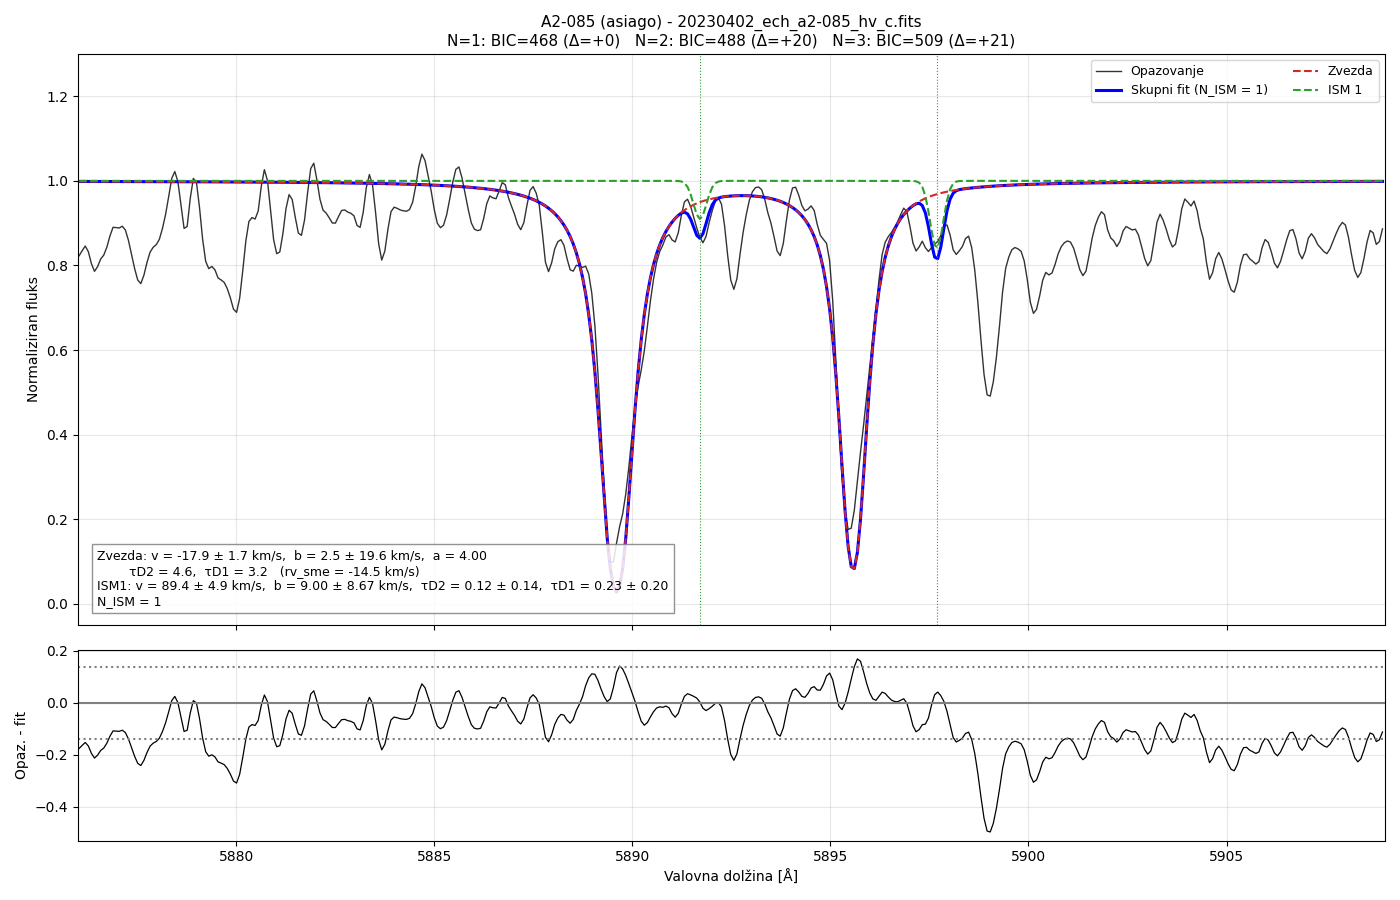 A2-085 (asiago) - 20230402_ech_a2-085_hv_c.fits
N=1: BIC=468 (Δ=+0)   N=2: BIC=488 (Δ=+20)   N=3: BIC=509 (Δ=+21)
Opazovanje
Skupni fit (N_ISM = 1)
Zvezda
ISM 1
Normaliziran fluks
1.2
1.0
0.8
0.6
0.4
0.2
0.0
Zvezda: v = -17.9 ± 1.7 km/s,  b = 2.5 ± 19.6 km/s,  a = 4.00
τD2 = 4.6,  τD1 = 3.2   (rv_sme = -14.5 km/s)
ISM1: v = 89.4 ± 4.9 km/s,  b = 9.00 ± 8.67 km/s,  τD2 = 0.12 ± 0.14,  τD1 = 0.23 ± 0.20
N_ISM = 1
Opaz. - fit
0.2
0.0
−0.2
−0.4
5880
5885
5890
5895
5900
5905
Valovna dolžina [Å]